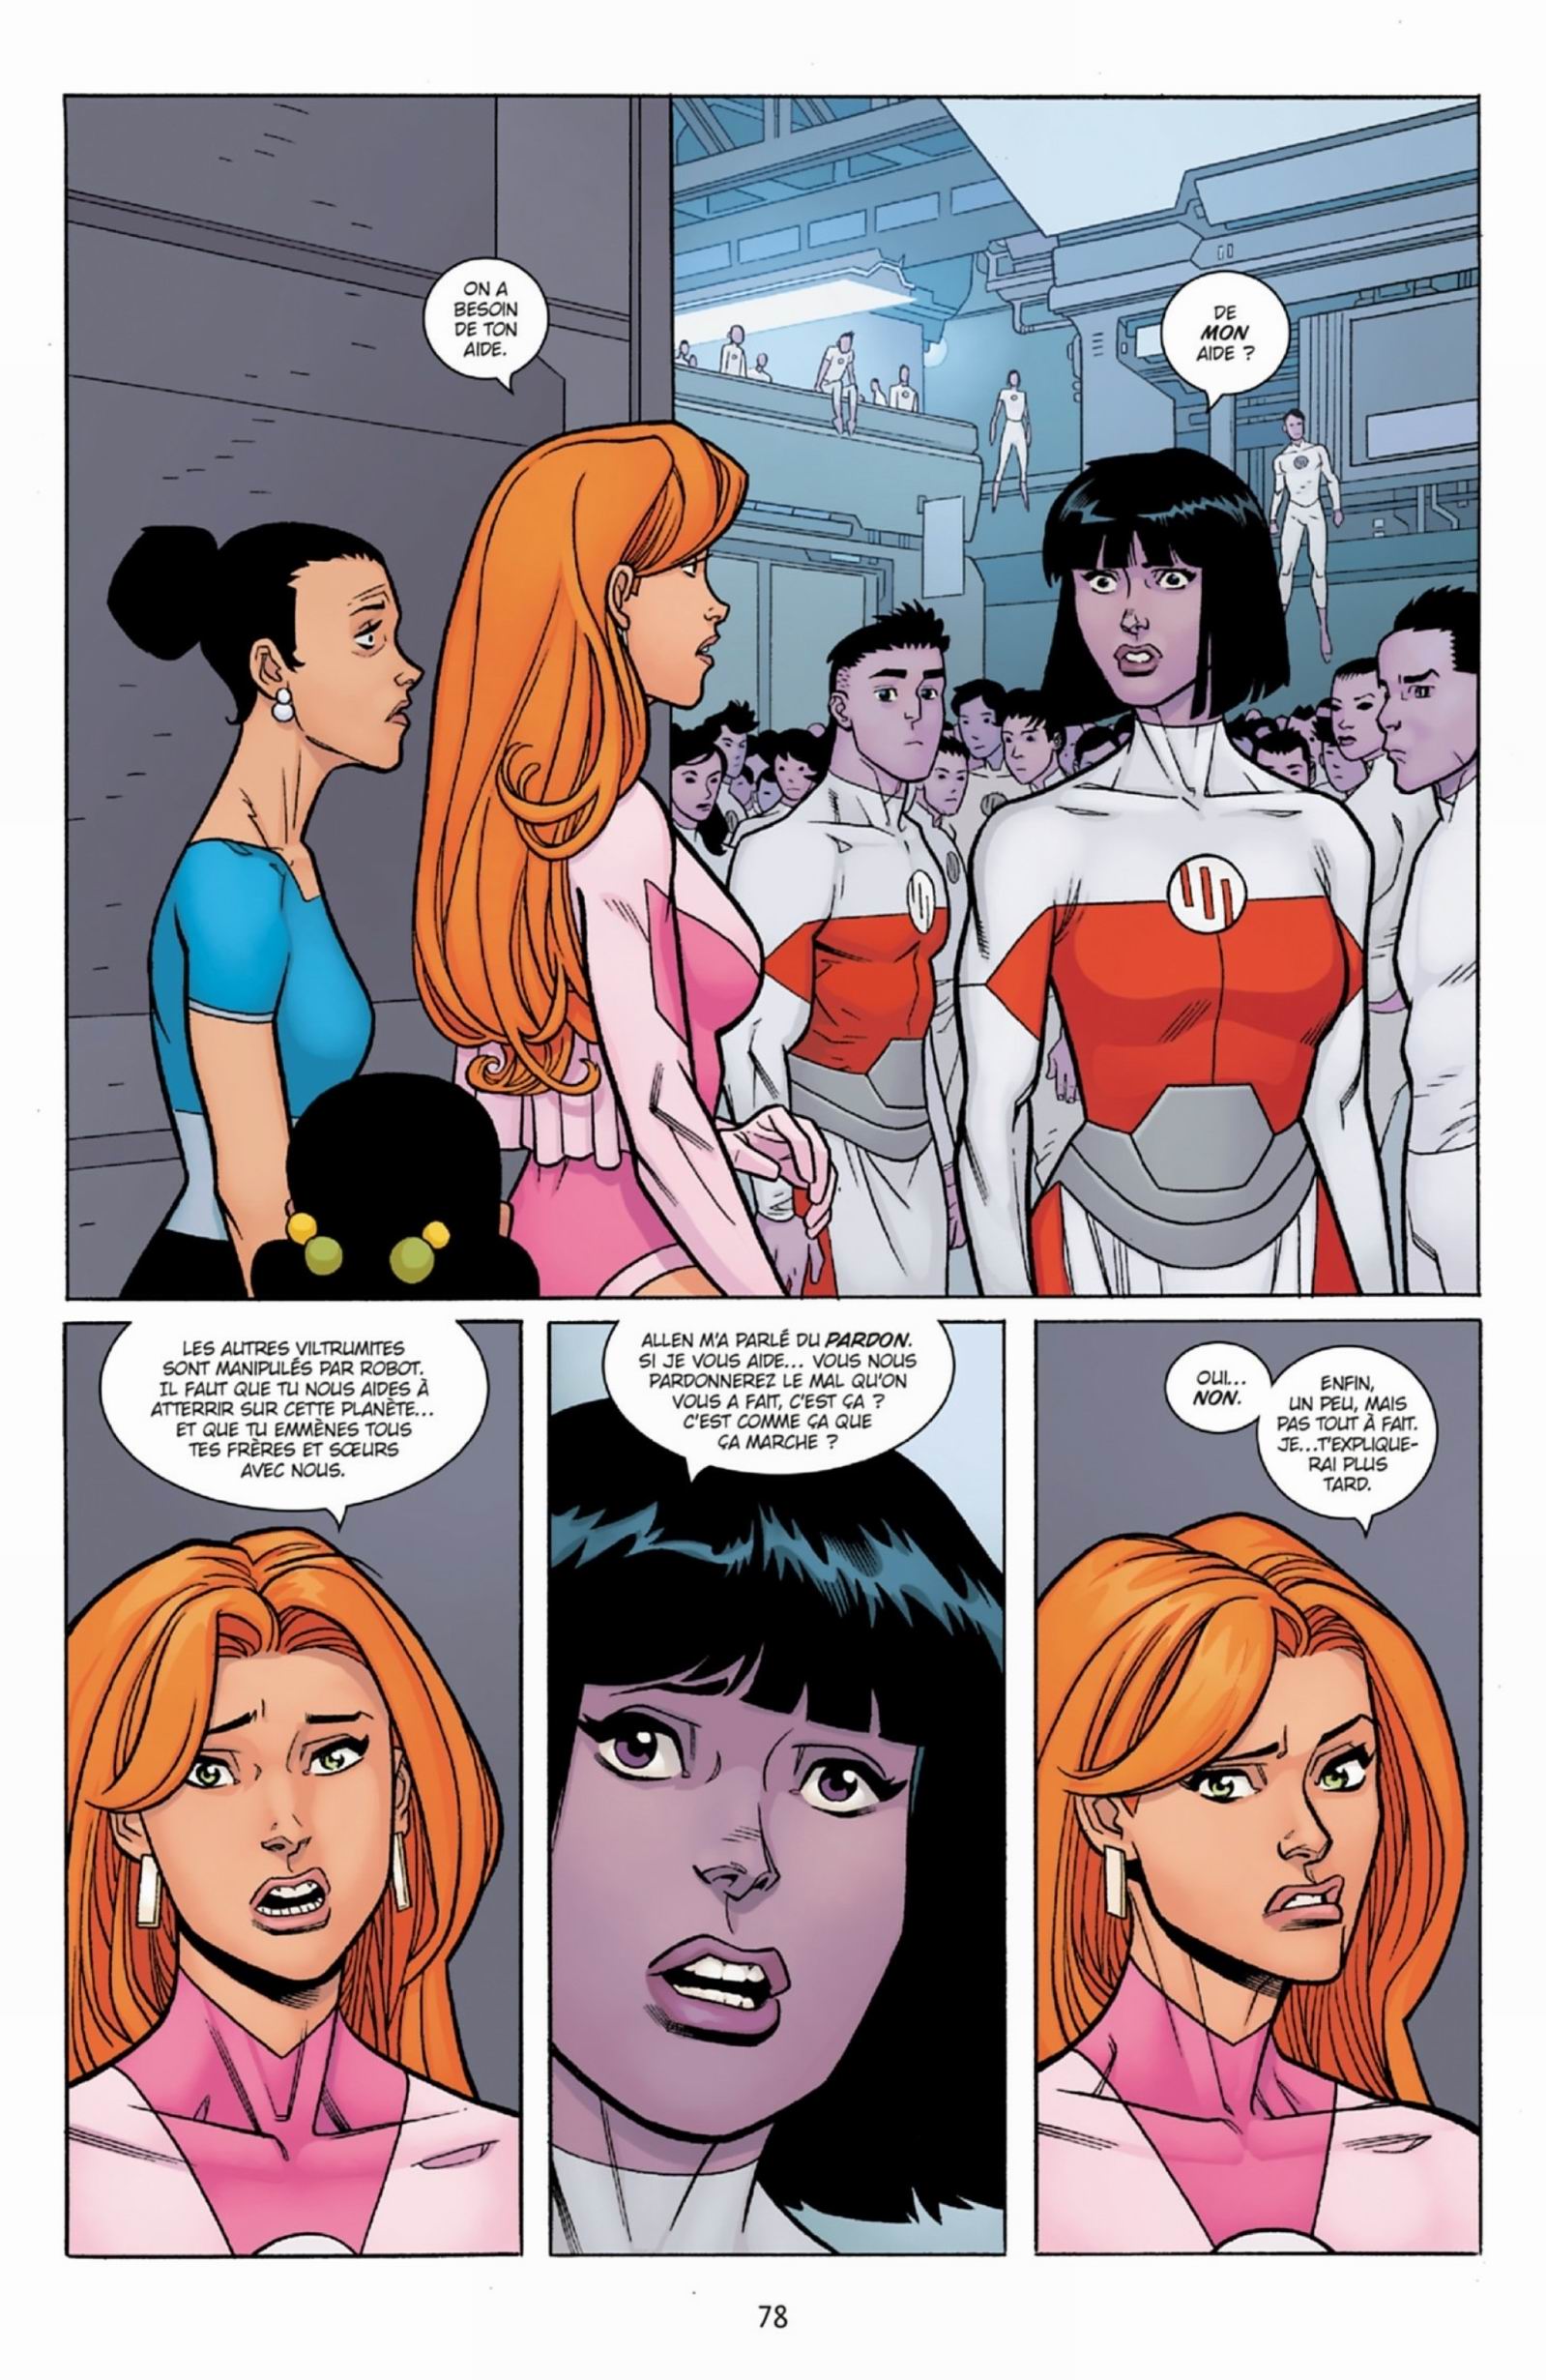 ON A
BESOIN
DE TON
AIDE.
DE
MON
AIDE ?
LES AUTRES VILTRUMITES
SONT MANIPULÉS PAR ROBOT.
IL FAUT QUE TU NOUS AIDES À
ATTERRIR SUR CETTE PLANÈTE...
ET QUE TU EMMÈNES TOUS
TES FRÈRES ET SŒURS
AVEC NOUS.
ALLEN M'A PARLÉ DU PARDON.
SI JE VOUS AIDE... VOUS NOUS
PARDONNEREZ LE MAL QU'ON
VOUS A FAIT, C'EST ÇA ?
C'EST COMME ÇA QUE
ÇA MARCHE ?
OUI...
NON.
ENFIN,
UN PEU, MAIS
PAS TOUT À FAIT.
JE...T'EXPLIQUE-
RAI PLUS
TARD.
78